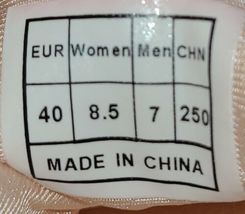 EUR Women Men CHN
40 8.5 7 250
MADE IN CHINA